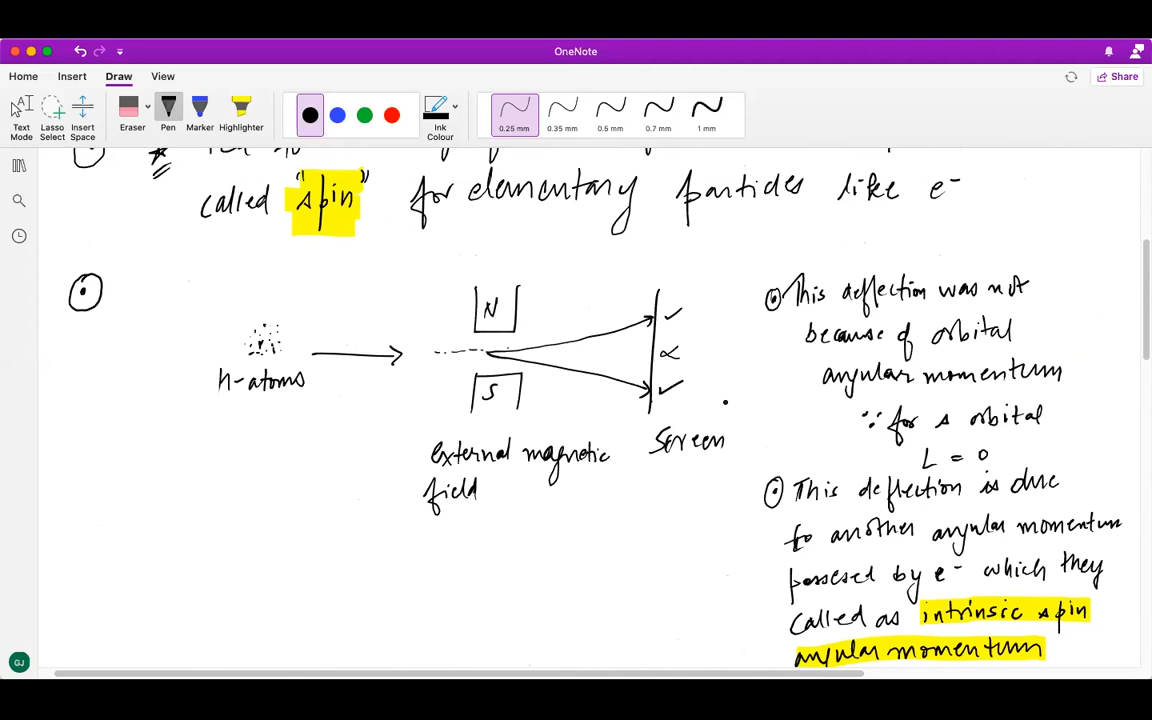 OneNote
Home Insert Draw View
Share
Text Mode
Lasso Select
Insert Space
Eraser
Pen
Marker
Highlighter
Ink Colour
0.25 mm
0.35 mm
0.5 mm
0.7 mm
1 mm
called "spin" for elementary particles like e-
N
S
h-atoms
external magnetic
field
Screen
This deflection was not
because of orbital
angular momentum
∵ for s orbital
L = 0
This deflection is due
to another angular momentum
possesed by e- which they
called as intrinsic spin
angular momentum
GJ